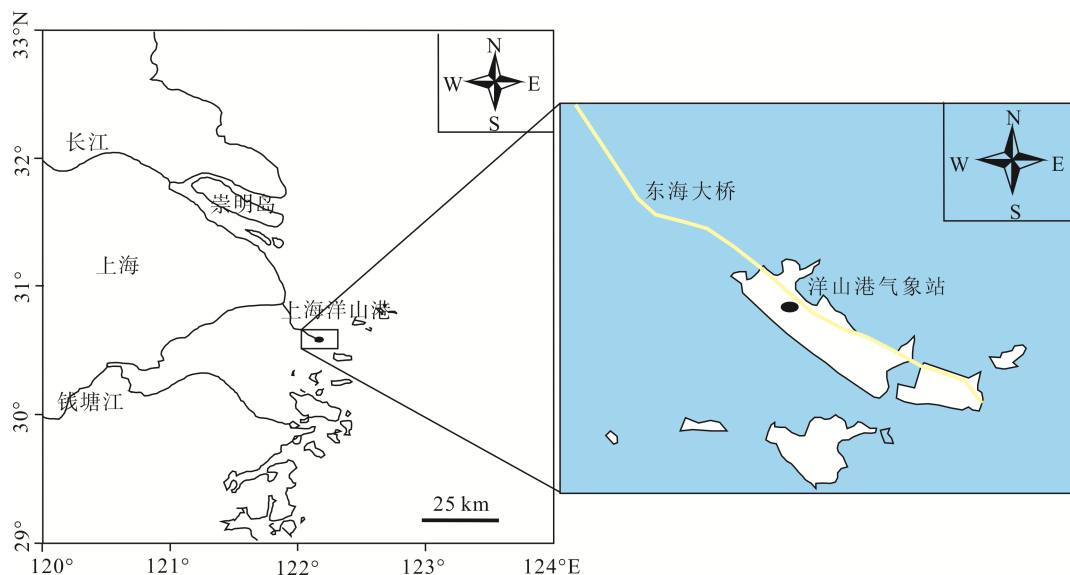 33°N
32°
31°
30°
29°
120°
121°
122°
123°
124°E
N
W
E
S
长江
崇明岛
上海
上海洋山港
钱塘江
25 km
N
W
E
S
东海大桥
洋山港气象站